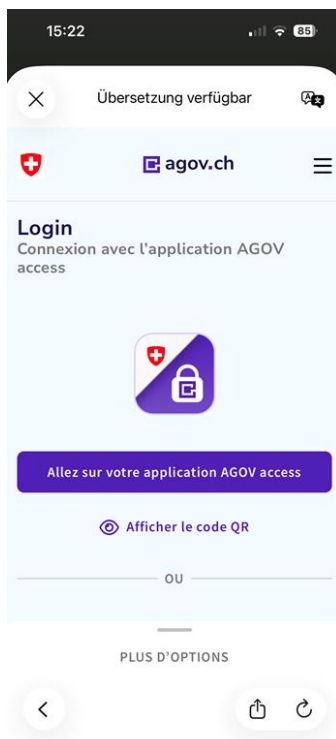 15:22
85
Übersetzung verfügbar
agov.ch
Login
Connexion avec l'application AGOV
access
Allez sur votre application AGOV access
Afficher le code QR
OU
PLUS D'OPTIONS